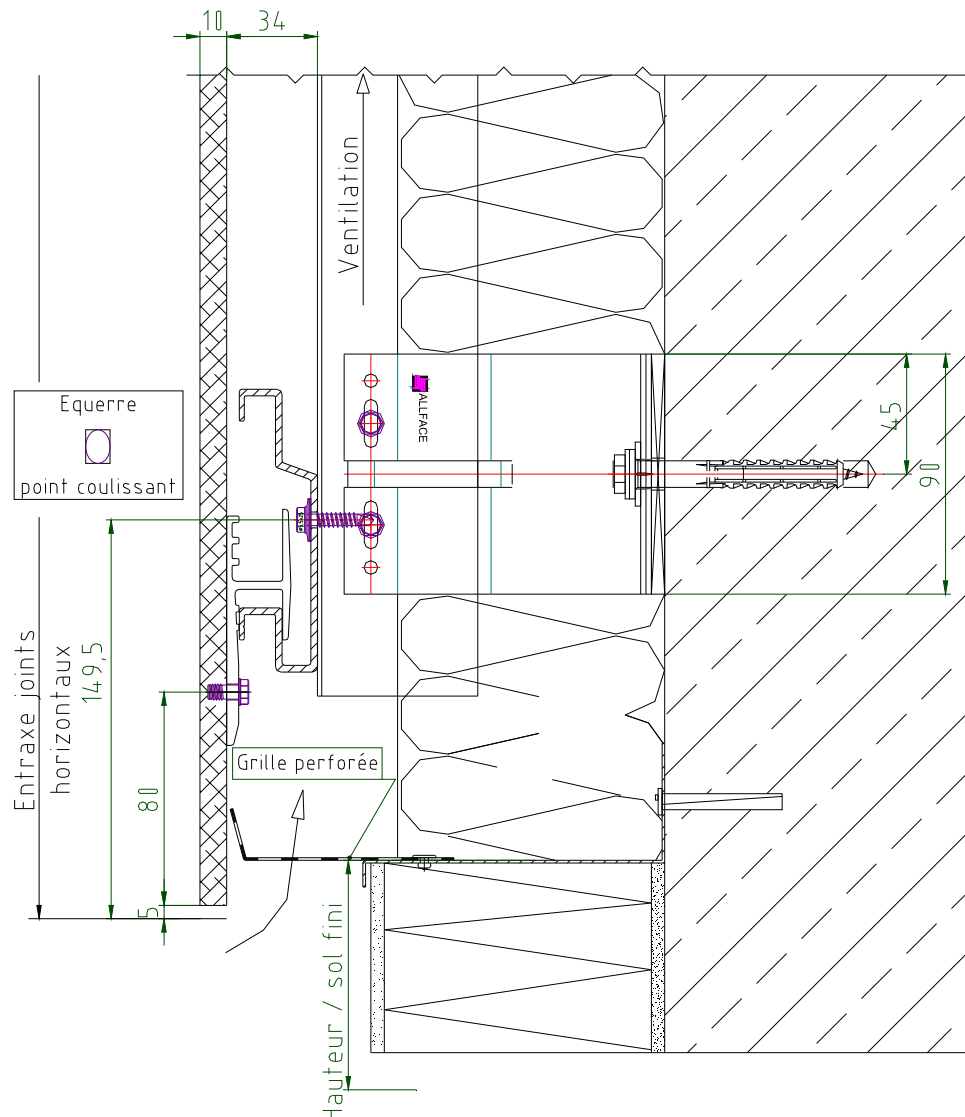 10
34
Ventilation
Equerre
point coulissant
ALLFACE
45
90
Entraxe joints
horizontaux
149,5
80
5
Grille perforée
Hauteur / sol fini